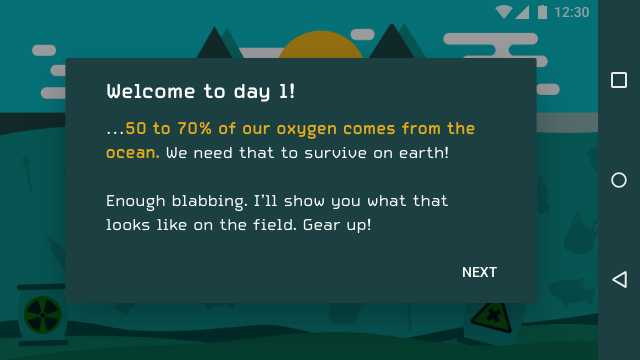 12:30
Welcome to day 1!
...50 to 70% of our oxygen comes from the
ocean. We need that to survive on earth!
Enough blabbing. I'll show you what that
looks like on the field. Gear up!
NEXT